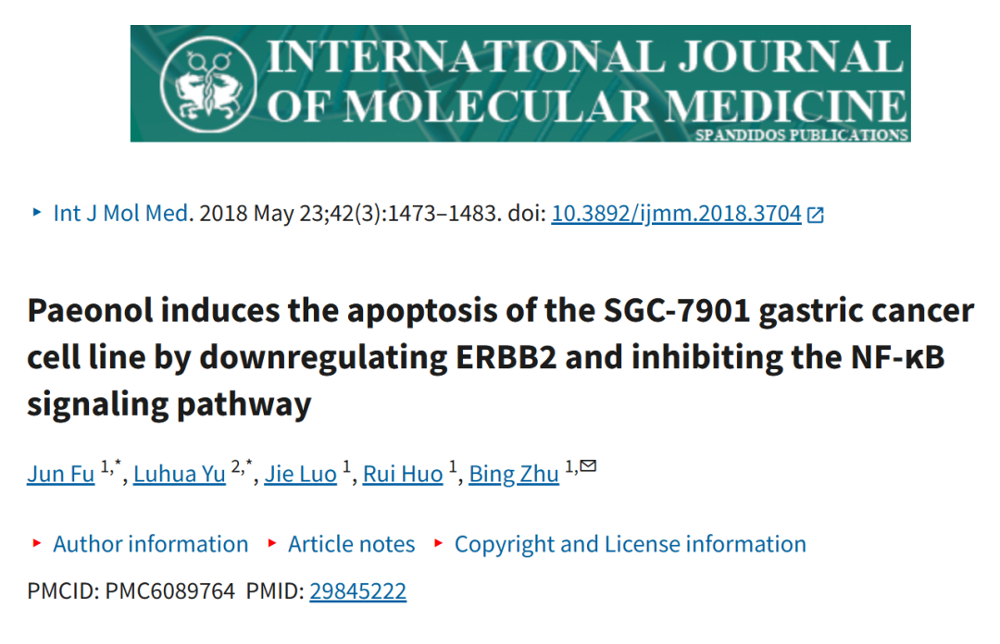 INTERNATIONAL JOURNAL
OF MOLECULAR MEDICINE
SPANDIDOS PUBLICATIONS
Int J Mol Med. 2018 May 23;42(3):1473–1483. doi: 10.3892/ijmm.2018.3704
Paeonol induces the apoptosis of the SGC-7901 gastric cancer
cell line by downregulating ERBB2 and inhibiting the NF-κB
signaling pathway
Jun Fu 1,*, Luhua Yu 2,*, Jie Luo 1, Rui Huo 1, Bing Zhu 1,✉
Author information Article notes Copyright and License information
PMCID: PMC6089764 PMID: 29845222